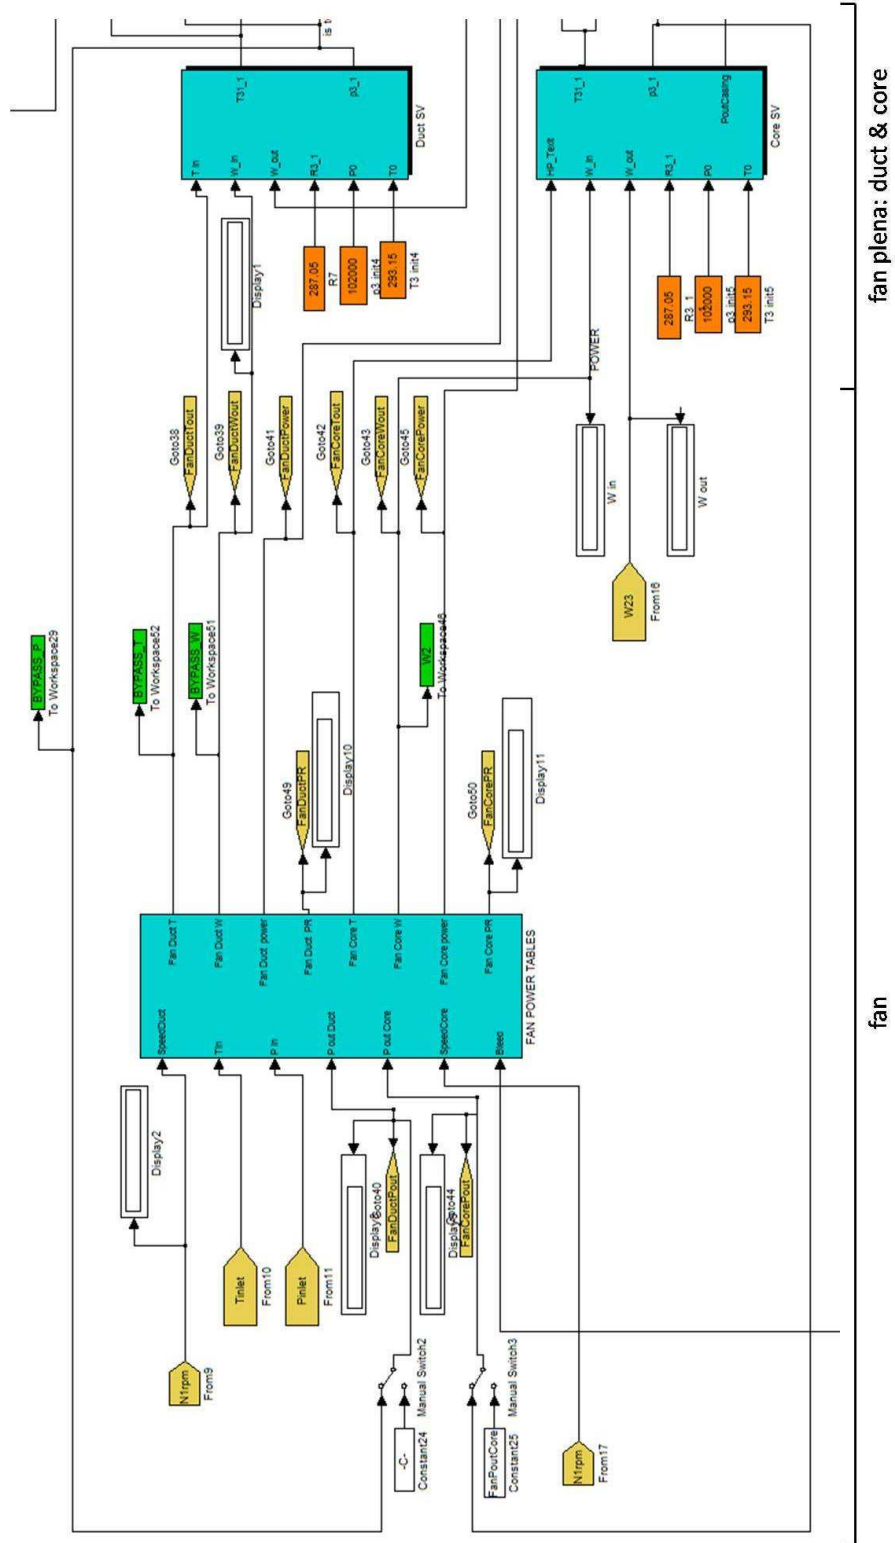 BYPASS_P
To Workspace29
BYPASS_T
To Workspace52
BYPASS_W
To Workspace51
N1rpm
From9
Display2
Tinlet
From10
Pinlet
From11
Goto40
FanDuctPout
Goto44
FanCorePout
Manual Switch2
-C-
Constant24
Manual Switch3
FanPoutCore
Constant25
N1rpm
From17
SpeedDuct
TIn
P In
P out Duct
P out Core
SpeedCore
Bleed
Fan Duct T
Fan Duct W
Fan Duct power
Fan Duct PR
Fan Core T
Fan Core W
Fan Core power
Fan Core PR
FAN POWER TABLES
Goto49
FanDuctPR
Display10
W2
To Workspace46
Goto50
FanCorePR
Display11
Goto38
FanDuctTout
Goto39
FanDuctWout
Goto41
FanDuctPower
Goto42
FanCoreTout
Goto43
FanCoreWout
Goto45
FanCorePower
Display1
W23
From16
W in
W out
POWER
287.05
R7
102000
p3 init4
293.15
T3 init4
T In
W_in
W_out
R3_1
P0
T0
T31_1
p3_1
Duct SV
is t
287.05
R3_1
102000
p3 init5
293.15
T3 init5
HP_Text
W_in
W_out
R3_1
P0
T0
T31_1
p3_1
PoutCasing
Core SV
fan
fan plena: duct & core